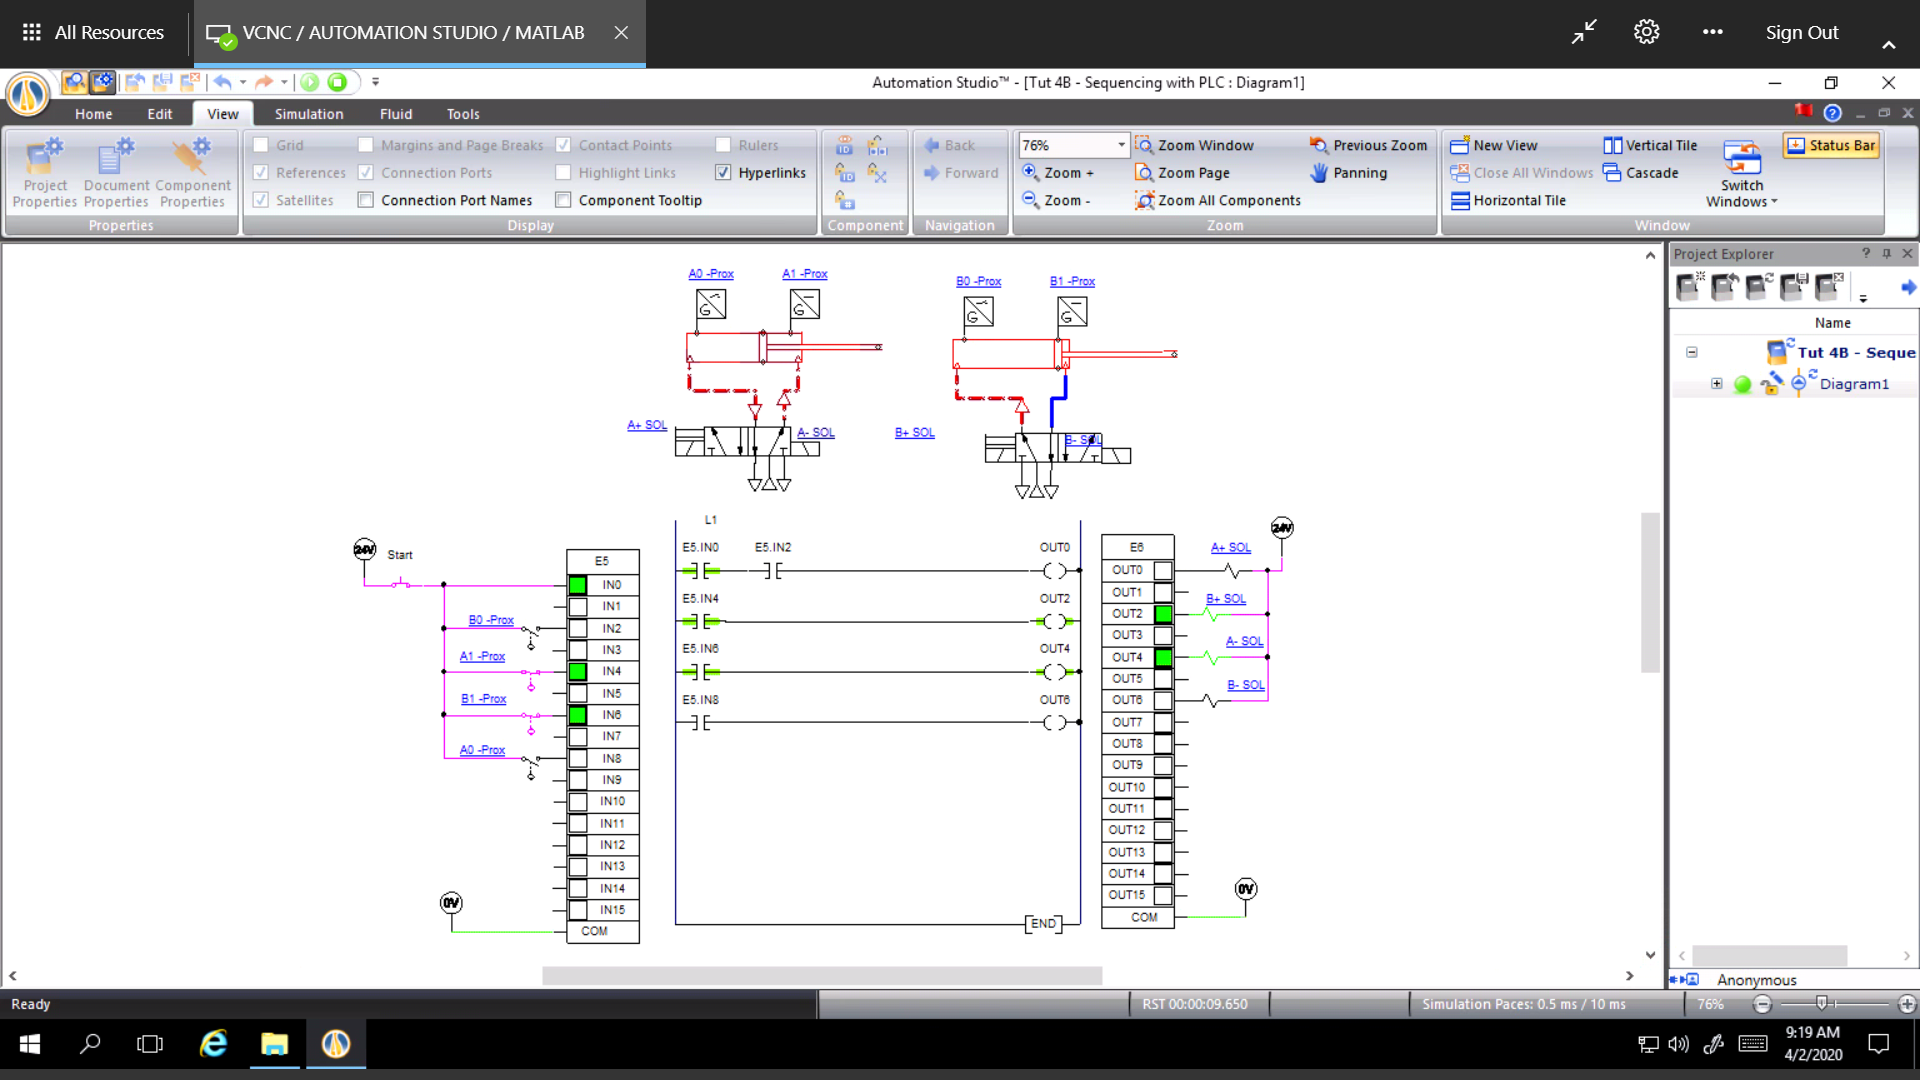 All Resources
VCNC / AUTOMATION STUDIO / MATLAB
Sign Out
Automation Studio™ - [Tut 4B - Sequencing with PLC : Diagram1]
Home Edit View Simulation Fluid Tools
Grid Margins and Page Breaks Contact Points Rulers
References Connection Ports Highlight Links Hyperlinks
Satellites Connection Port Names Component Tooltip
Project Properties
Document Properties
Component Properties
Back
Forward
76%
Zoom +
Zoom -
Zoom Window
Zoom Page
Zoom All Components
Previous Zoom
Panning
New View
Close All Windows
Horizontal Tile
Vertical Tile
Cascade
Switch Windows
Status Bar
Properties Display Component Navigation Zoom Window
Project Explorer
Name
Tut 4B - Seque
Diagram1
Anonymous
A0 -Prox A1 -Prox
B0 -Prox B1 -Prox
G G G G
A+ SOL A- SOL B+ SOL B- SOL
24V Start
B0 -Prox
A1 -Prox
B1 -Prox
A0 -Prox
0V
E5
IN0
IN1
IN2
IN3
IN4
IN5
IN6
IN7
IN8
IN9
IN10
IN11
IN12
IN13
IN14
IN15
COM
L1
E5.IN0 E5.IN2 OUT0
E5.IN4 OUT2
E5.IN6 OUT4
E5.IN8 OUT6
END
E6
OUT0
OUT1
OUT2
OUT3
OUT4
OUT5
OUT6
OUT7
OUT8
OUT9
OUT10
OUT11
OUT12
OUT13
OUT14
OUT15
COM
24V
A+ SOL
B+ SOL
A- SOL
B- SOL
0V
Ready
RST 00:00:09.650
Simulation Paces: 0.5 ms / 10 ms
76%
9:19 AM
4/2/2020